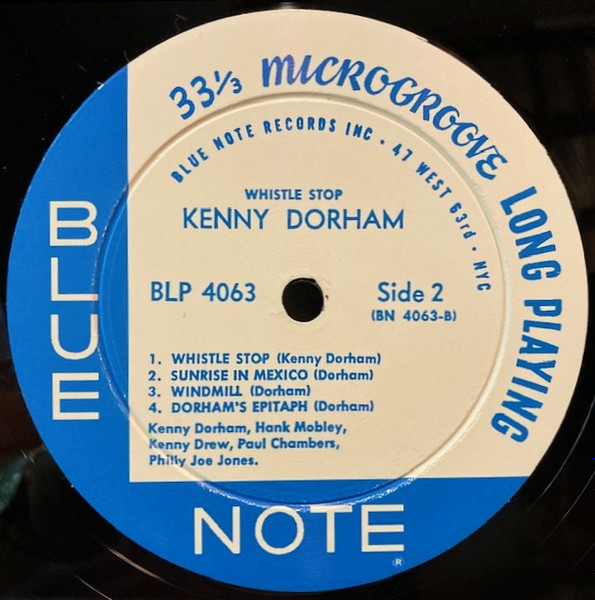 33⅓ MICROGROOVE LONG PLAYING
BLUE NOTE RECORDS INC • 47 WEST 63rd • NYC
WHISTLE STOP
KENNY DORHAM
BLP 4063
Side 2
(BN 4063-B)
1. WHISTLE STOP (Kenny Dorham)
2. SUNRISE IN MEXICO (Dorham)
3. WINDMILL (Dorham)
4. DORHAM'S EPITAPH (Dorham)
Kenny Dorham, Hank Mobley,
Kenny Drew, Paul Chambers,
Philly Joe Jones.
BLUE
NOTE
®